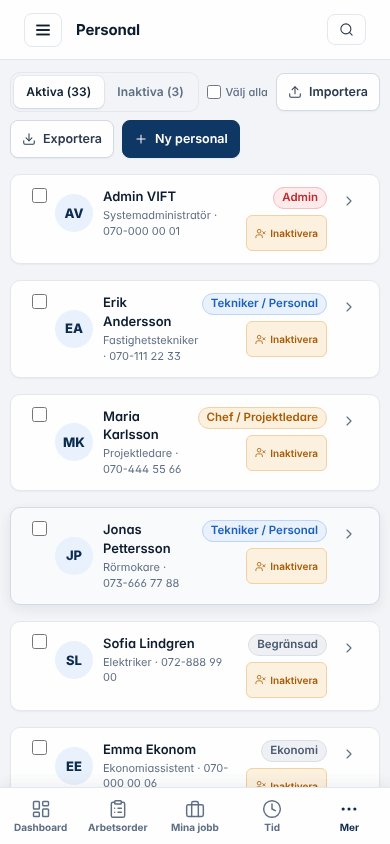 Personal
Aktiva (33)
Inaktiva (3)
Välj alla
Importera
Exportera
Ny personal
AV
Admin VIFT
Systemadministratör ·
070-000 00 01
Admin
Inaktivera
EA
Erik
Andersson
Fastighetstekniker
· 070-111 22 33
Tekniker / Personal
Inaktivera
MK
Maria
Karlsson
Projektledare ·
070-444 55 66
Chef / Projektledare
Inaktivera
JP
Jonas
Pettersson
Rörmokare ·
073-666 77 88
Tekniker / Personal
Inaktivera
SL
Sofia Lindgren
Elektriker · 072-888 99
00
Begränsad
Inaktivera
EE
Emma Ekonom
Ekonomiassistent · 070-
000 00 06
Ekonomi
Inaktivera
Dashboard
Arbetsorder
Mina jobb
Tid
Mer